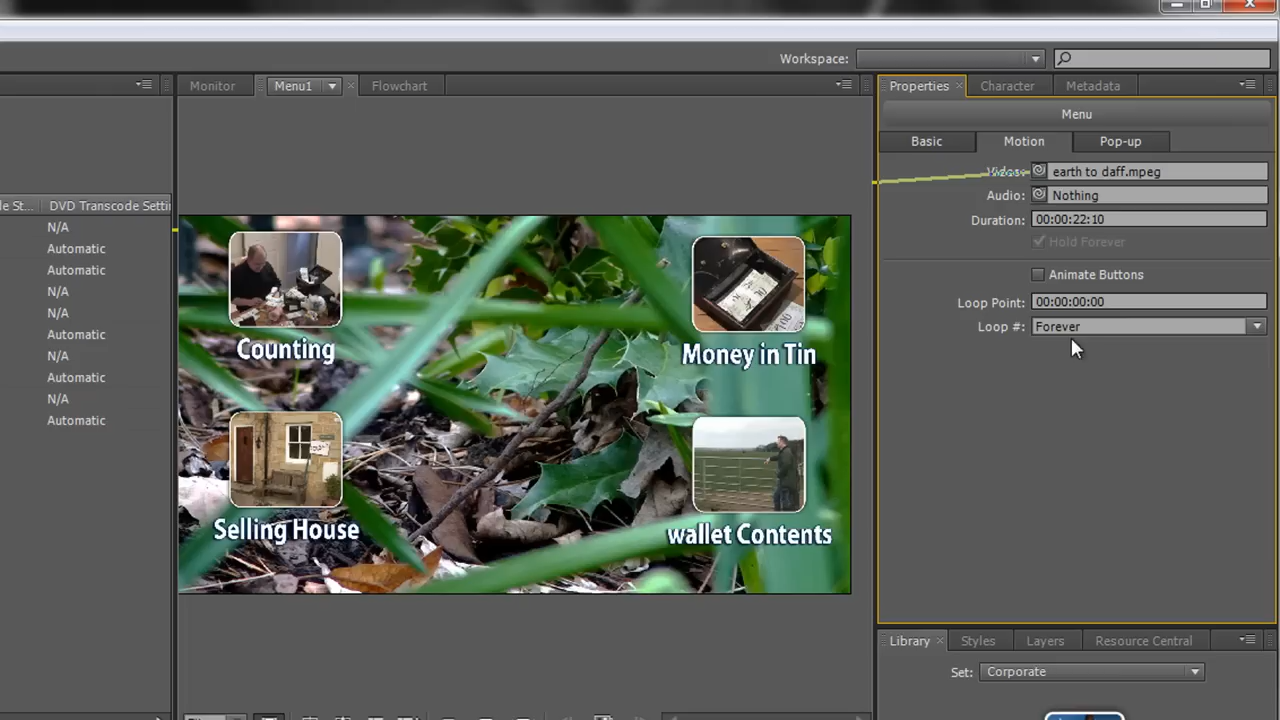 Workspace:
Monitor
Menu1
Flowchart
Properties
Character
Metadata
Menu
Basic
Motion
Pop-up
Video:
earth to daff.mpeg
Audio:
Nothing
Duration:
00:00:22:10
Hold Forever
Animate Buttons
Loop Point:
00:00:00:00
Loop #:
Forever
le St...
DVD Transcode Setti
N/A
Automatic
Automatic
N/A
N/A
Automatic
N/A
Automatic
N/A
Automatic
Counting
Money in Tin
Selling House
wallet Contents
Library
Styles
Layers
Resource Central
Set:
Corporate